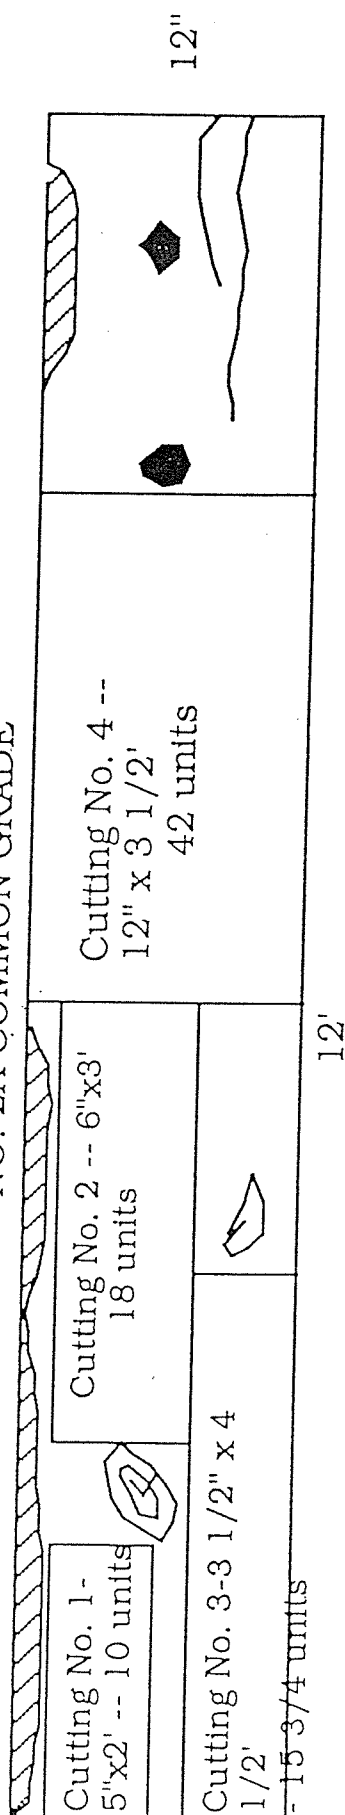 12"
Cutting No. 1-
5"x2' -- 10 units
Cutting No. 2 -- 6"x3'
18 units
Cutting No. 3-3 1/2" x 4
1/2'
- 15 3/4 units
Cutting No. 4 --
12" x 3 1/2'
42 units
12'
COMMON GRADE